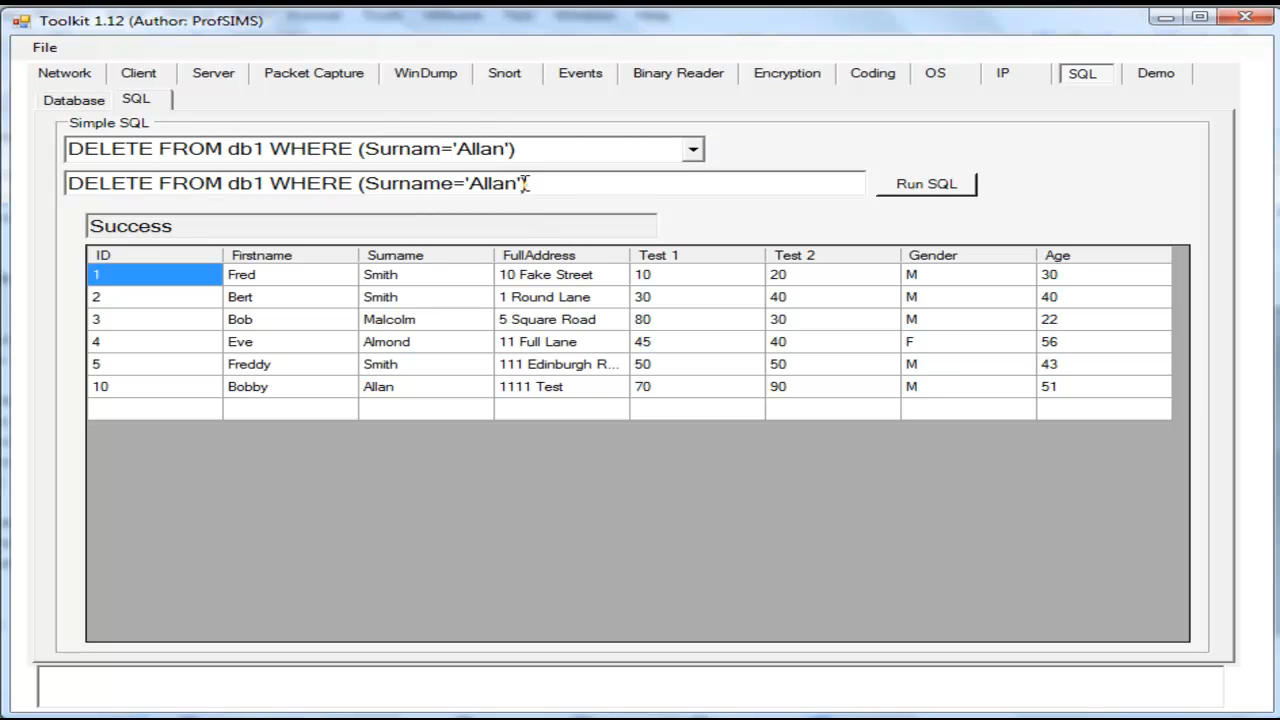 Toolkit 1.12 (Author: ProfSIMS)
File
Network Client Server Packet Capture WinDump Snort Events Binary Reader Encryption Coding OS IP SQL Demo
Database SQL
Simple SQL
DELETE FROM db1 WHERE (Surnam='Allan')
DELETE FROM db1 WHERE (Surname='Allan')
Run SQL
Success
ID Firstname Surname FullAddress Test 1 Test 2 Gender Age
1 Fred Smith 10 Fake Street 10 20 M 30
2 Bert Smith 1 Round Lane 30 40 M 40
3 Bob Malcolm 5 Square Road 80 30 M 22
4 Eve Almond 11 Full Lane 45 40 F 56
5 Freddy Smith 111 Edinburgh R... 50 50 M 43
10 Bobby Allan 1111 Test 70 90 M 51